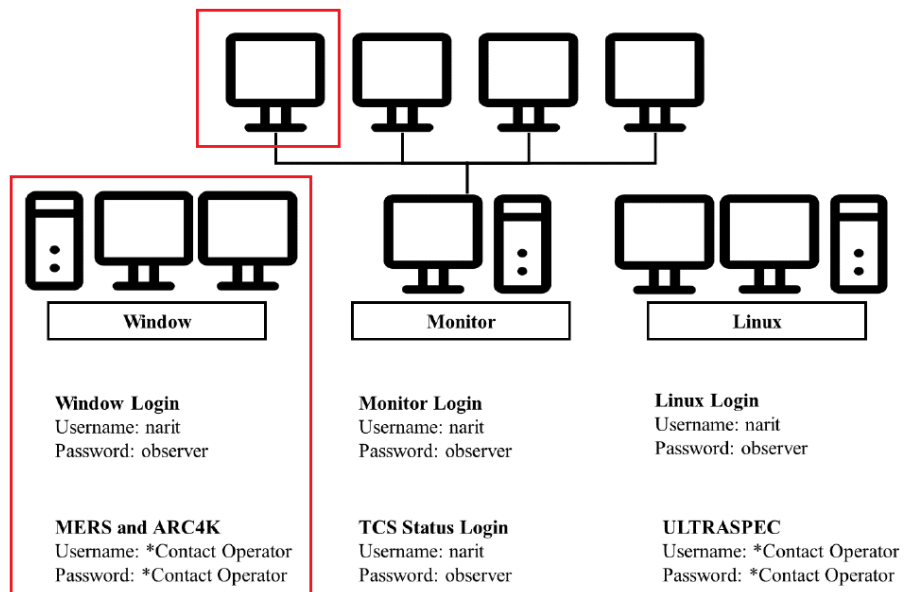 Window
Monitor
Linux
Window Login
Username: narit
Password: observer
Monitor Login
Username: narit
Password: observer
Linux Login
Username: narit
Password: observer
MERS and ARC4K
Username: *Contact Operator
Password: *Contact Operator
TCS Status Login
Username: narit
Password: observer
ULTRASPEC
Username: *Contact Operator
Password: *Contact Operator